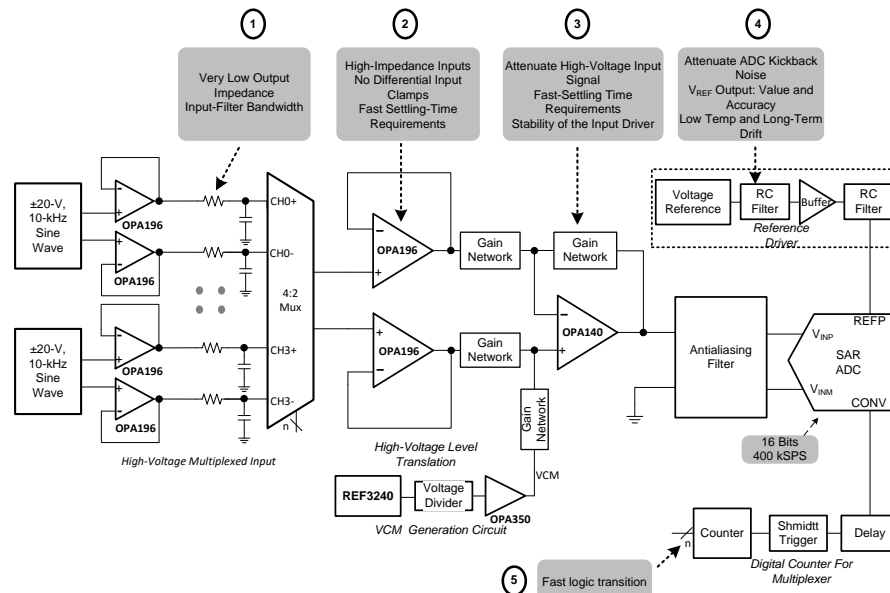 1
2
3
4
Very Low Output
Impedance
Input-Filter Bandwidth
High-Impedance Inputs
No Differential Input
Clamps
Fast Settling-Time
Requirements
Attenuate High-Voltage Input
Signal
Fast-Settling Time
Requirements
Stability of the Input Driver
Attenuate ADC Kickback
Noise
VREF Output: Value and
Accuracy
Low Temp and Long-Term
Drift
±20-V,
10-kHz
Sine
Wave
OPA196
OPA196
CH0+
CH0-
4:2
Mux
±20-V,
10-kHz
Sine
Wave
OPA196
OPA196
CH3+
CH3-
n
High-Voltage Multiplexed Input
OPA196
OPA196
Gain
Network
Gain
Network
Gain
Network
Gain
Network
OPA140
High-Voltage Level
Translation
VCM
REF3240
Voltage
Divider
OPA350
VCM Generation Circuit
Voltage
Reference
RC
Filter
Buffer
RC
Filter
Reference
Driver
Antialiasing
Filter
REFP
VINP
SAR
ADC
VINM
CONV
16 Bits
400 kSPS
n
Counter
Shmidtt
Trigger
Delay
Digital Counter For
Multiplexer
5
Fast logic transition